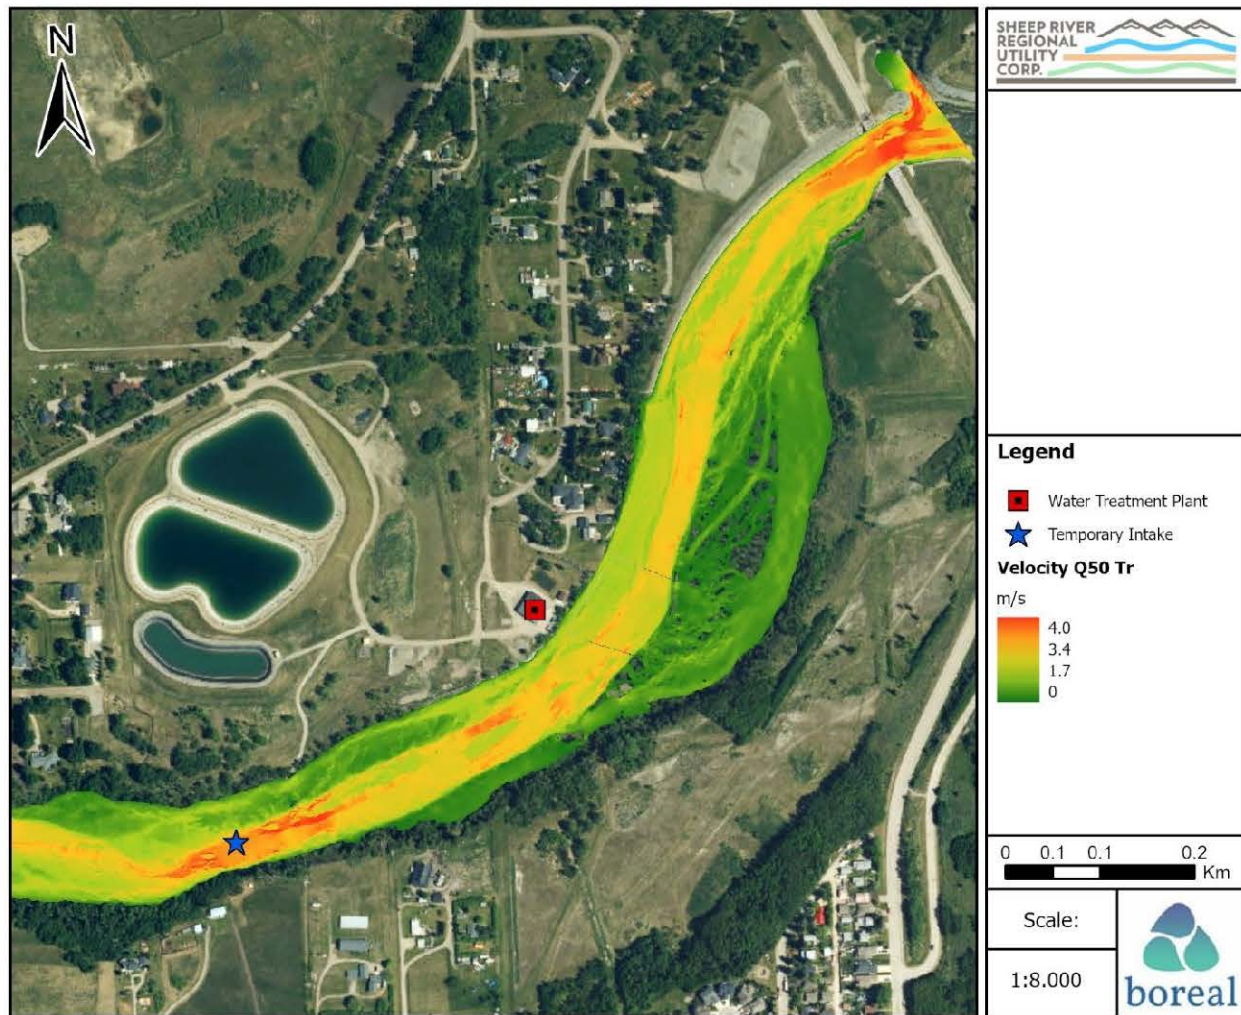 N
SHEEP RIVER
REGIONAL
UTILITY
CORP.
Legend
Water Treatment Plant
Temporary Intake
Velocity Q50 Tr
m/s
4.0
3.4
1.7
0
0 0.1 0.1 0.2
Km
Scale:
1:8.000
boreal